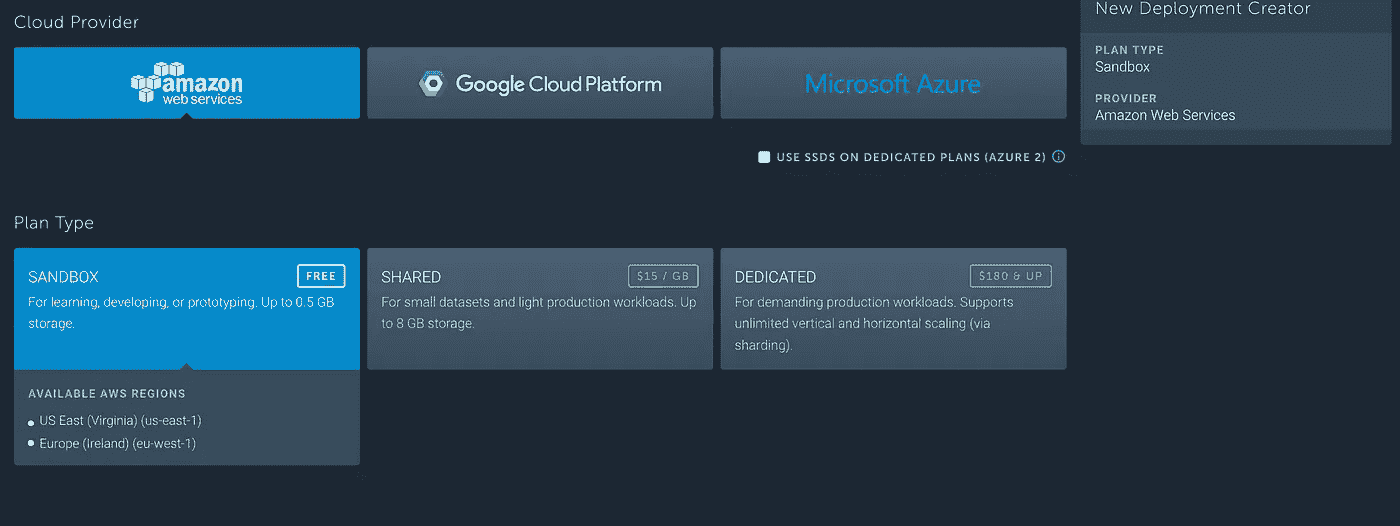 Cloud Provider
amazon
web services
Google Cloud Platform
Microsoft Azure
USE SSDS ON DEDICATED PLANS (AZURE 2)
New Deployment Creator
PLAN TYPE
Sandbox
PROVIDER
Amazon Web Services
Plan Type
SANDBOX
FREE
For learning, developing, or prototyping. Up to 0.5 GB
storage.
SHARED
$15 / GB
For small datasets and light production workloads. Up
to 8 GB storage.
DEDICATED
$180 & UP
For demanding production workloads. Supports
unlimited vertical and horizontal scaling (via
sharding).
AVAILABLE AWS REGIONS
US East (Virginia) (us-east-1)
Europe (Ireland) (eu-west-1)